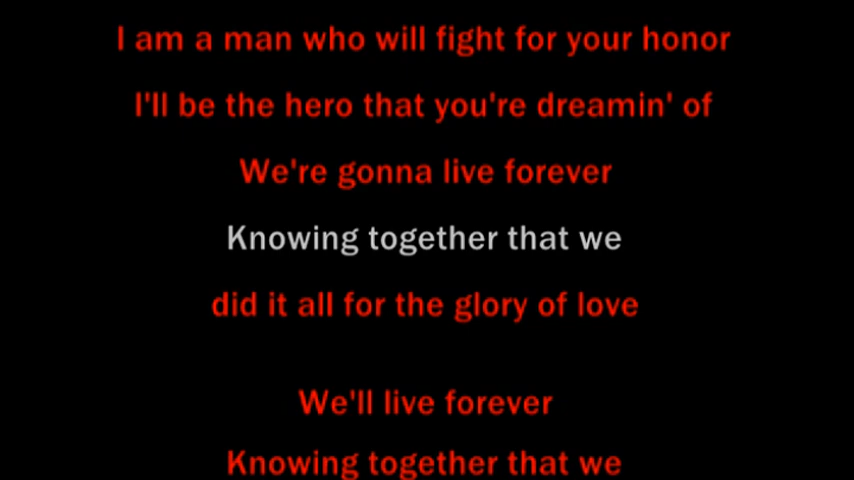 I am a man who will fight for your honor
I'll be the hero that you're dreamin' of
We're gonna live forever
Knowing together that we
did it all for the glory of love
We'll live forever
Knowing together that we